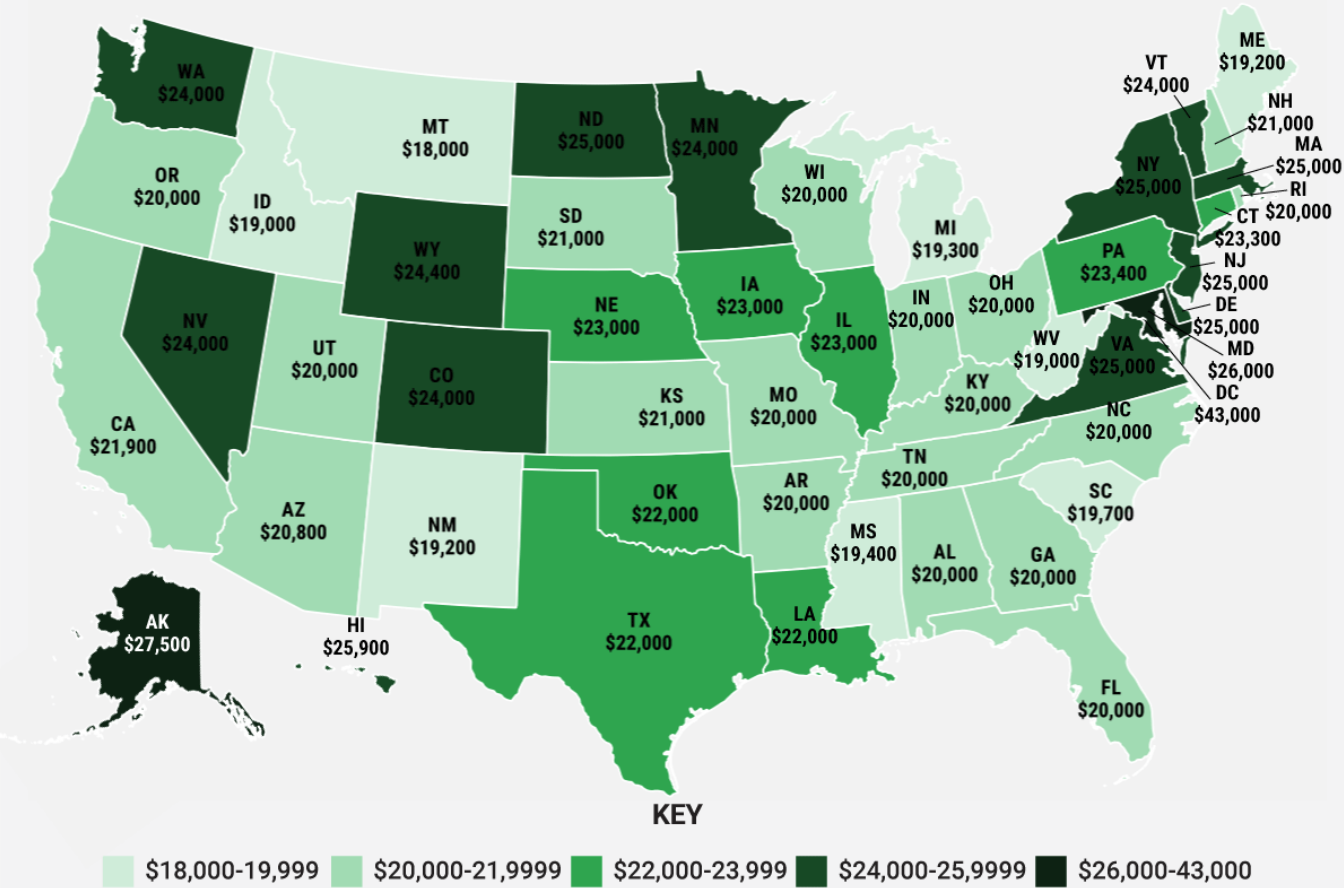 WA
$24,000
OR
$20,000
CA
$21,900
ID
$19,000
NV
$24,000
MT
$18,000
WY
$24,400
UT
$20,000
CO
$24,000
AZ
$20,800
NM
$19,200
ND
$25,000
SD
$21,000
NE
$23,000
KS
$21,000
OK
$22,000
TX
$22,000
MN
$24,000
IA
$23,000
MO
$20,000
AR
$20,000
LA
$22,000
WI
$20,000
IL
$23,000
MI
$19,300
IN
$20,000
OH
$20,000
KY
$20,000
TN
$20,000
MS
$19,400
AL
$20,000
GA
$20,000
FL
$20,000
SC
$19,700
NC
$20,000
WV
$19,000
VA
$25,000
PA
$23,400
NY
$25,000
VT
$24,000
ME
$19,200
NH
$21,000
MA
$25,000
RI
$20,000
CT
$23,300
NJ
$25,000
DE
$25,000
MD
$26,000
DC
$43,000
AK
$27,500
HI
$25,900
KEY
$18,000-19,999
$20,000-21,9999
$22,000-23,999
$24,000-25,9999
$26,000-43,000